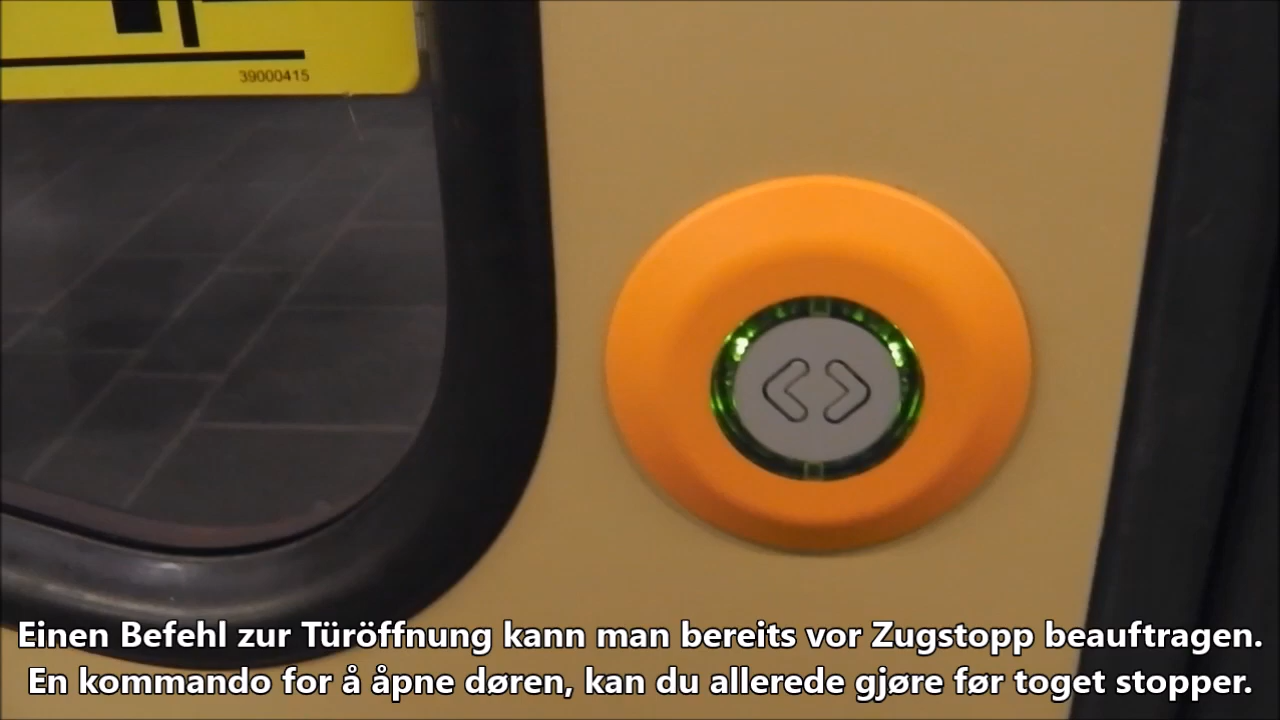 39000415
Einen Befehl zur Türöffnung kann man bereits vor Zugstopp beauftragen.
En kommando for å åpne døren, kan du allerede gjøre før toget stopper.